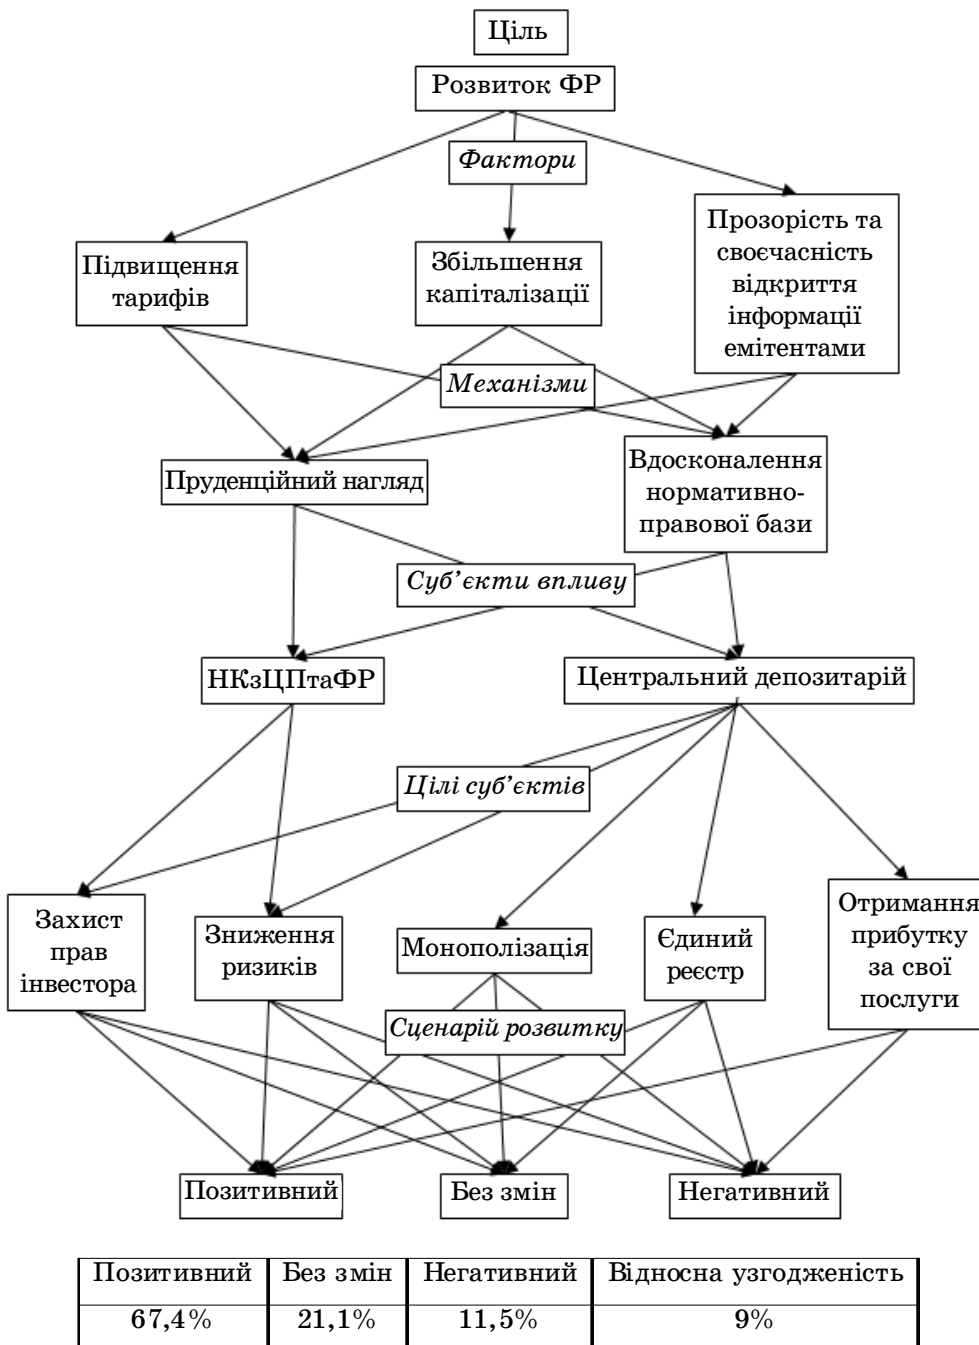 Ціль
Розвиток ФР
Фактори
Підвищення
тарифів
Збільшення
капіталізації
Прозорість та
своєчасність
відкриття
інформації
емітентами
Механізми
Пруденційний нагляд
Вдосконалення
нормативно-
правової бази
Суб’єкти впливу
НКзЦПтаФР
Центральний депозитарій
Цілі суб’єктів
Захист
прав
інвестора
Зниження
ризиків
Монополізація
Єдиний
реєстр
Отримання
прибутку
за свої
послуги
Сценарій розвитку
Позитивний
Без змін
Негативний
Позитивний Без змін Негативний Відносна узгодженість
67,4% 21,1% 11,5% 9%